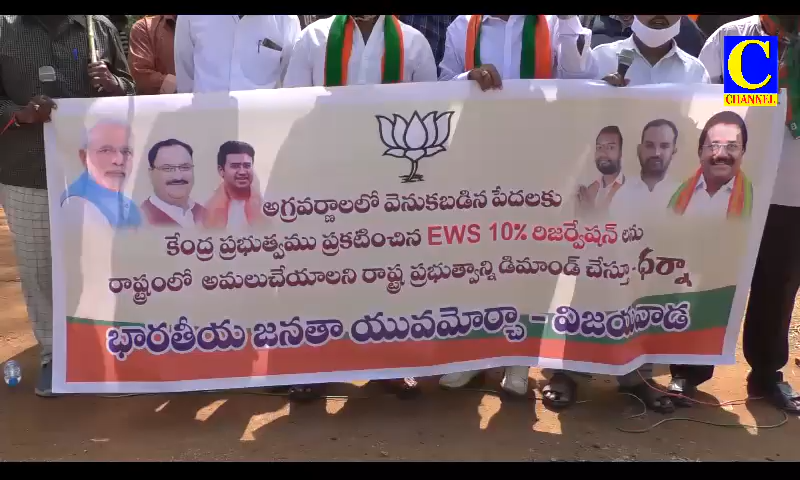 C
CHANNEL
అగ్రవర్ణాలలో వెనుకబడిన పేదలకు
కేంద్ర ప్రభుత్వము ప్రకటించిన EWS 10% రిజర్వేషన్ లను
రాష్ట్రంలో అమలుచేయాలని రాష్ట్ర ప్రభుత్వాన్ని డిమాండ్ చేస్తూ - ధర్నా
భారతీయ జనతా యువమోర్చా - విజయవాడ